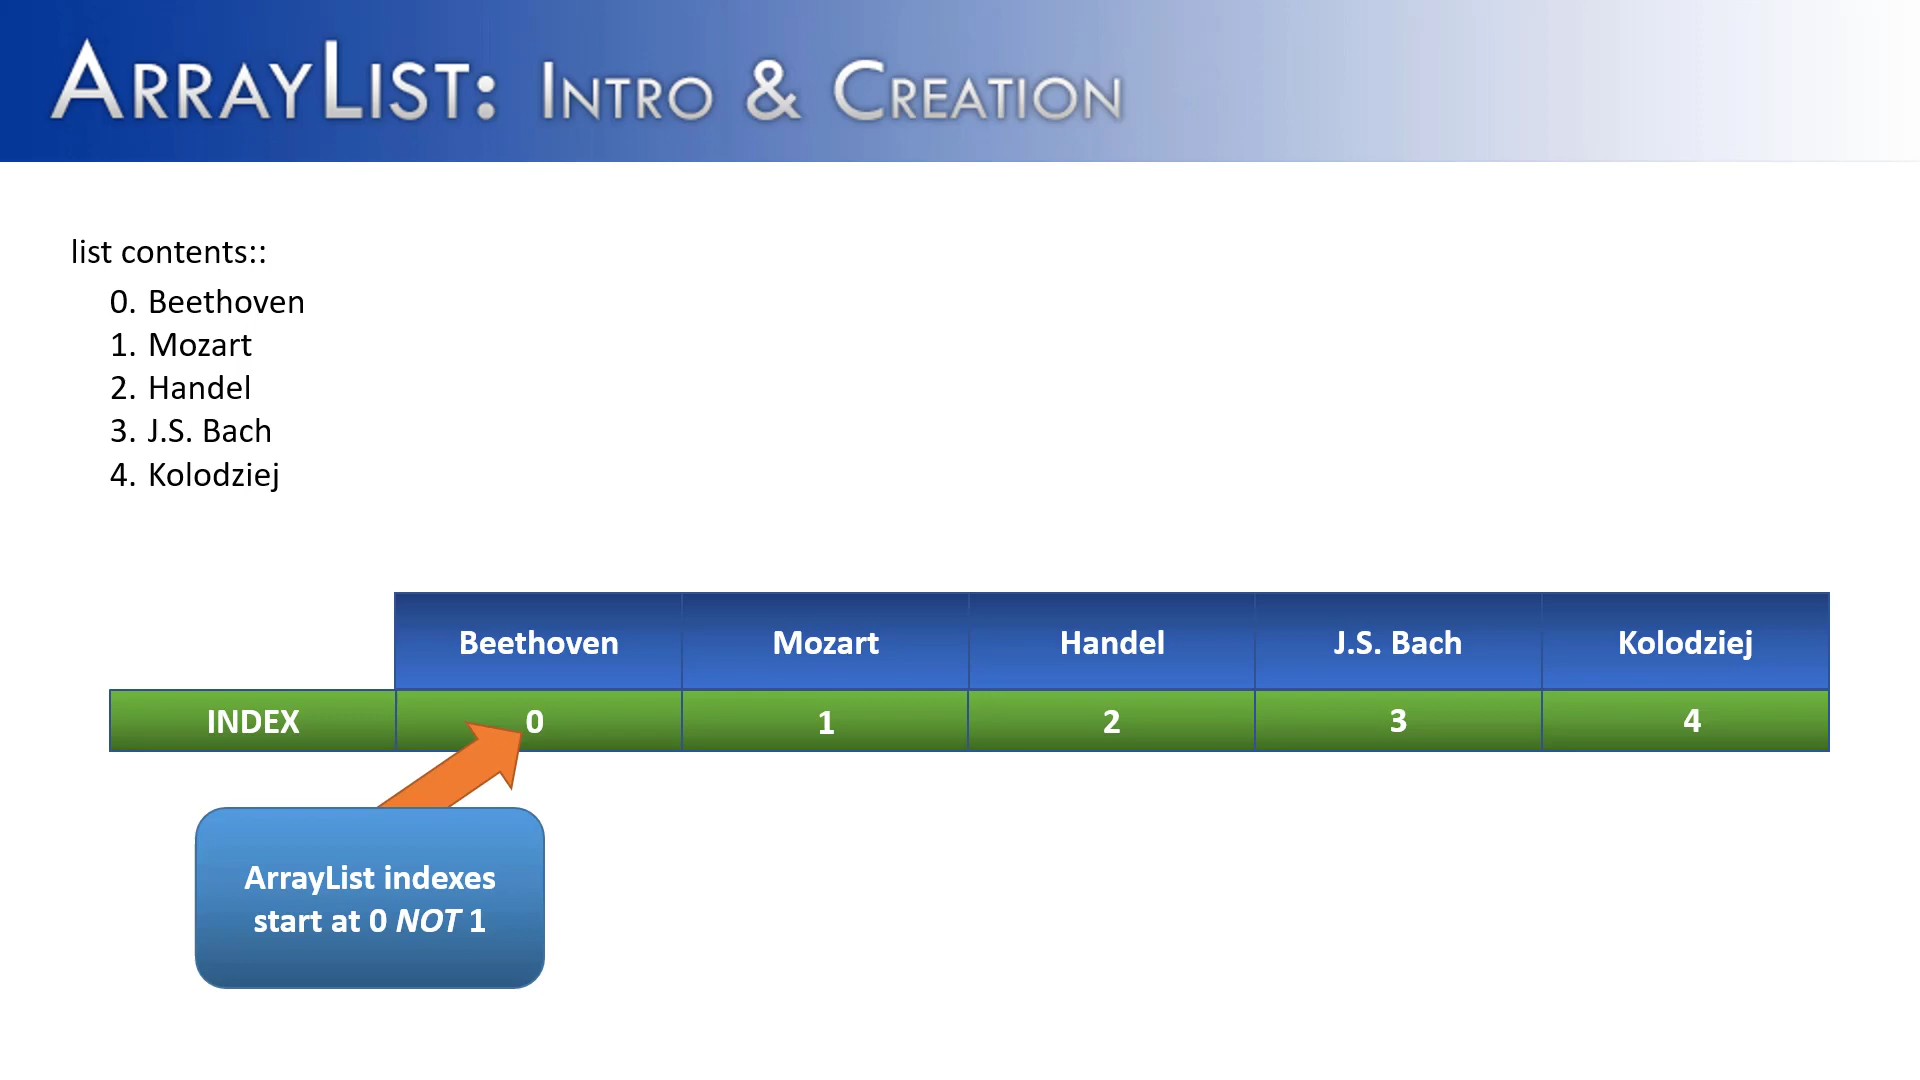 ArrayList: Intro & Creation
list contents::
0. Beethoven
1. Mozart
2. Handel
3. J.S. Bach
4. Kolodziej
Beethoven Mozart Handel J.S. Bach Kolodziej
INDEX 0 1 2 3 4
ArrayList indexes
start at 0 NOT 1